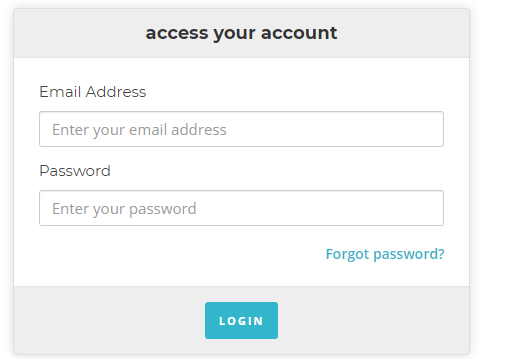 access your account
Email Address
Enter your email address
Password
Enter your password
Forgot password?
LOGIN